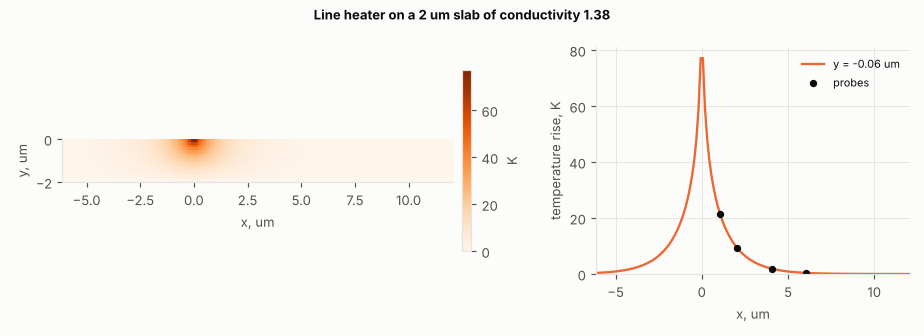 Line heater on a 2 um slab of conductivity 1.38
y, um
0
−2
−5.0 −2.5 0.0 2.5 5.0 7.5 10.0
x, um
60
40
20
0
K
temperature rise, K
80
60
40
20
0
−5 0 5 10
x, um
y = -0.06 um
probes